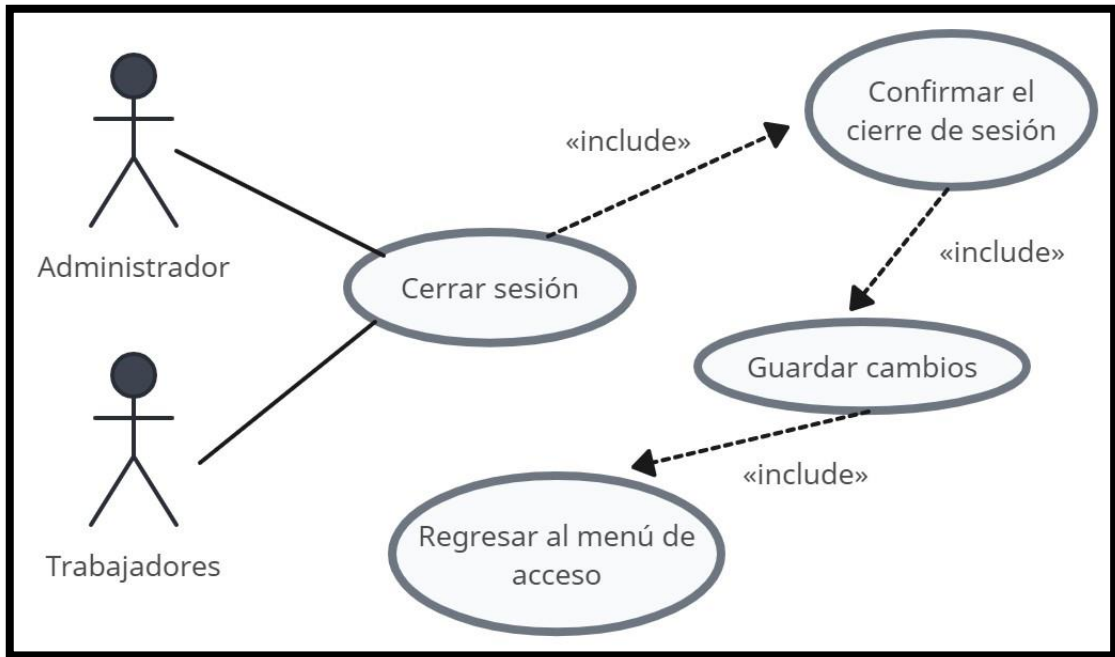 Confirmar el
cierre de sesión
«include»
«include»
Administrador
Cerrar sesión
Guardar cambios
«include»
Regresar al menú de
acceso
Trabajadores